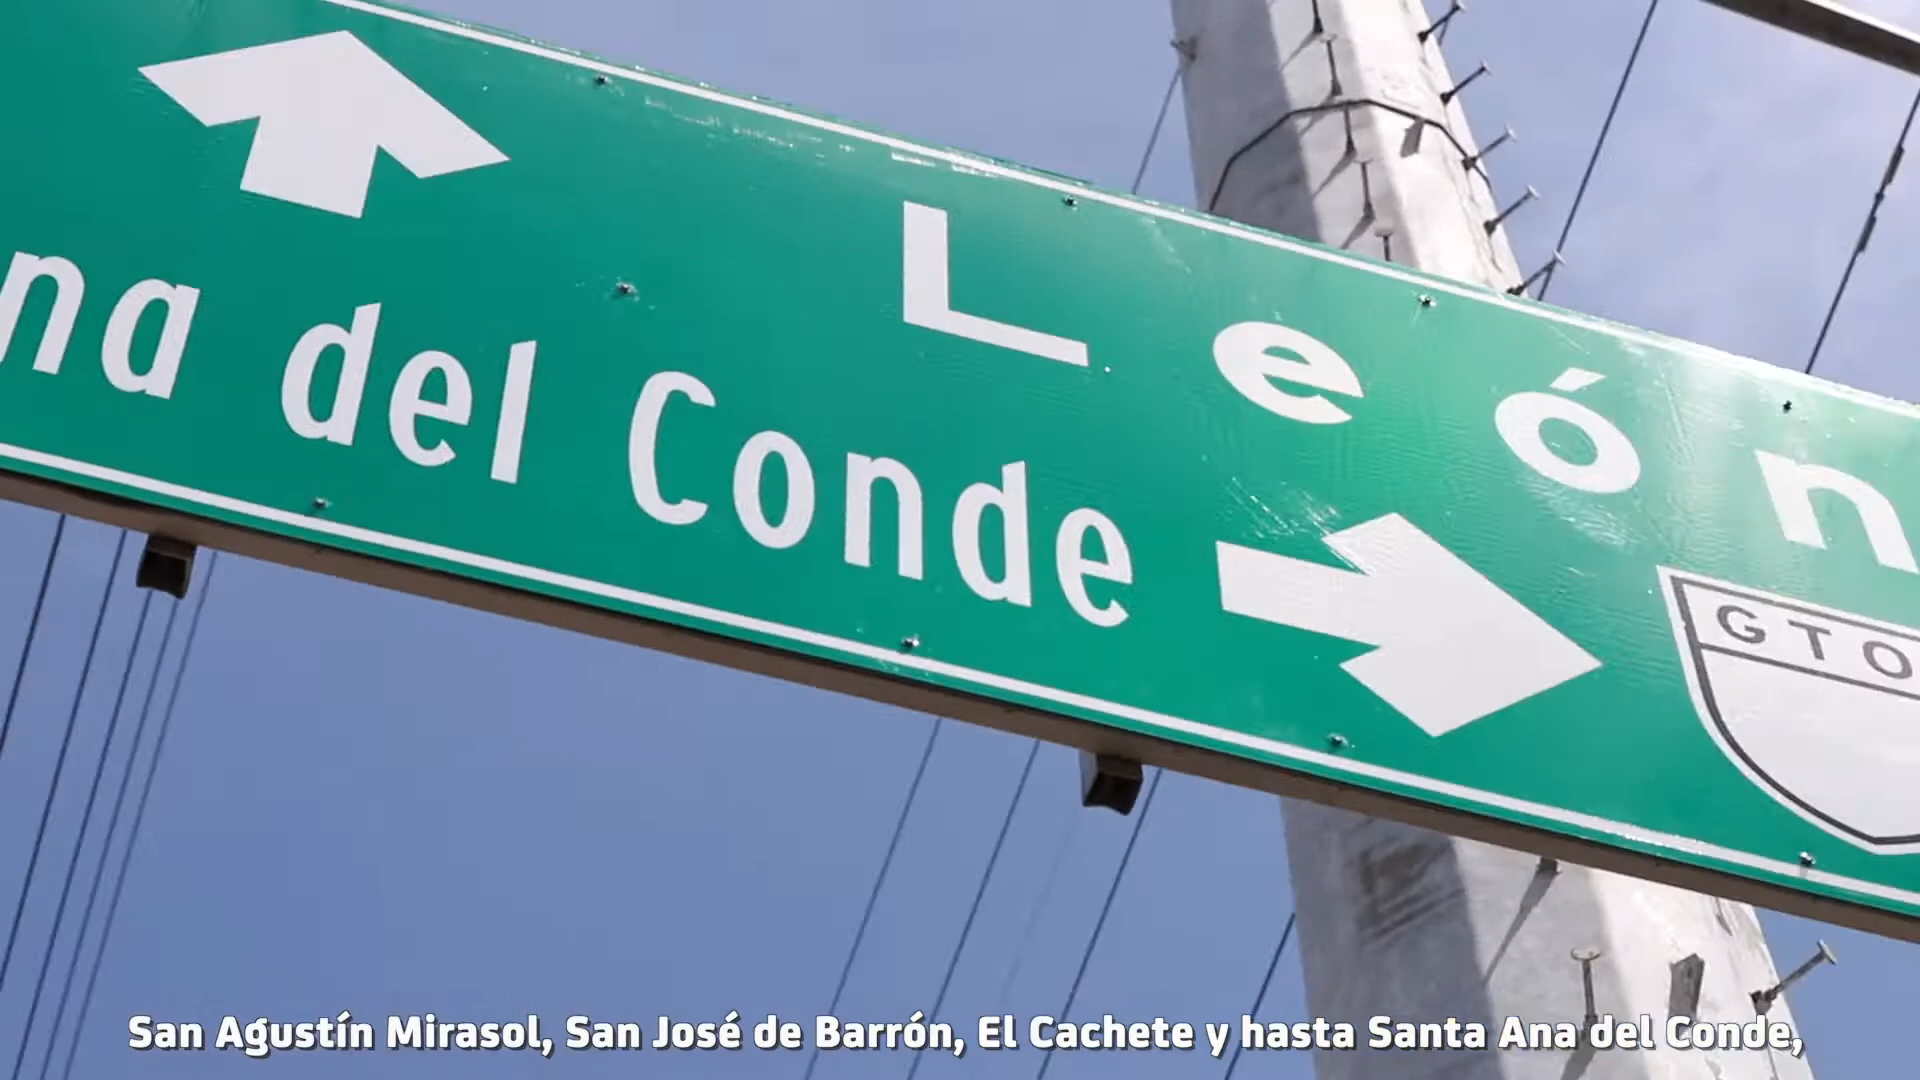 na del Conde
León
GTO
San Agustín Mirasol, San José de Barrón, El Cachete y hasta Santa Ana del Conde,